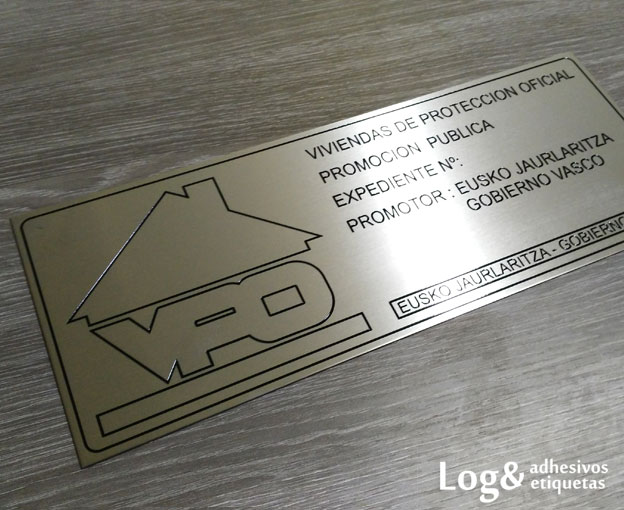 VIVIENDAS DE PROTECCION OFICIAL
PROMOCION PUBLICA
EXPEDIENTE Nº:
PROMOTOR : EUSKO JAURLARITZA
GOBIERNO VASCO
VPO
EUSKO JAURLARITZA - GOBIERNO
Log& adhesivos
etiquetas